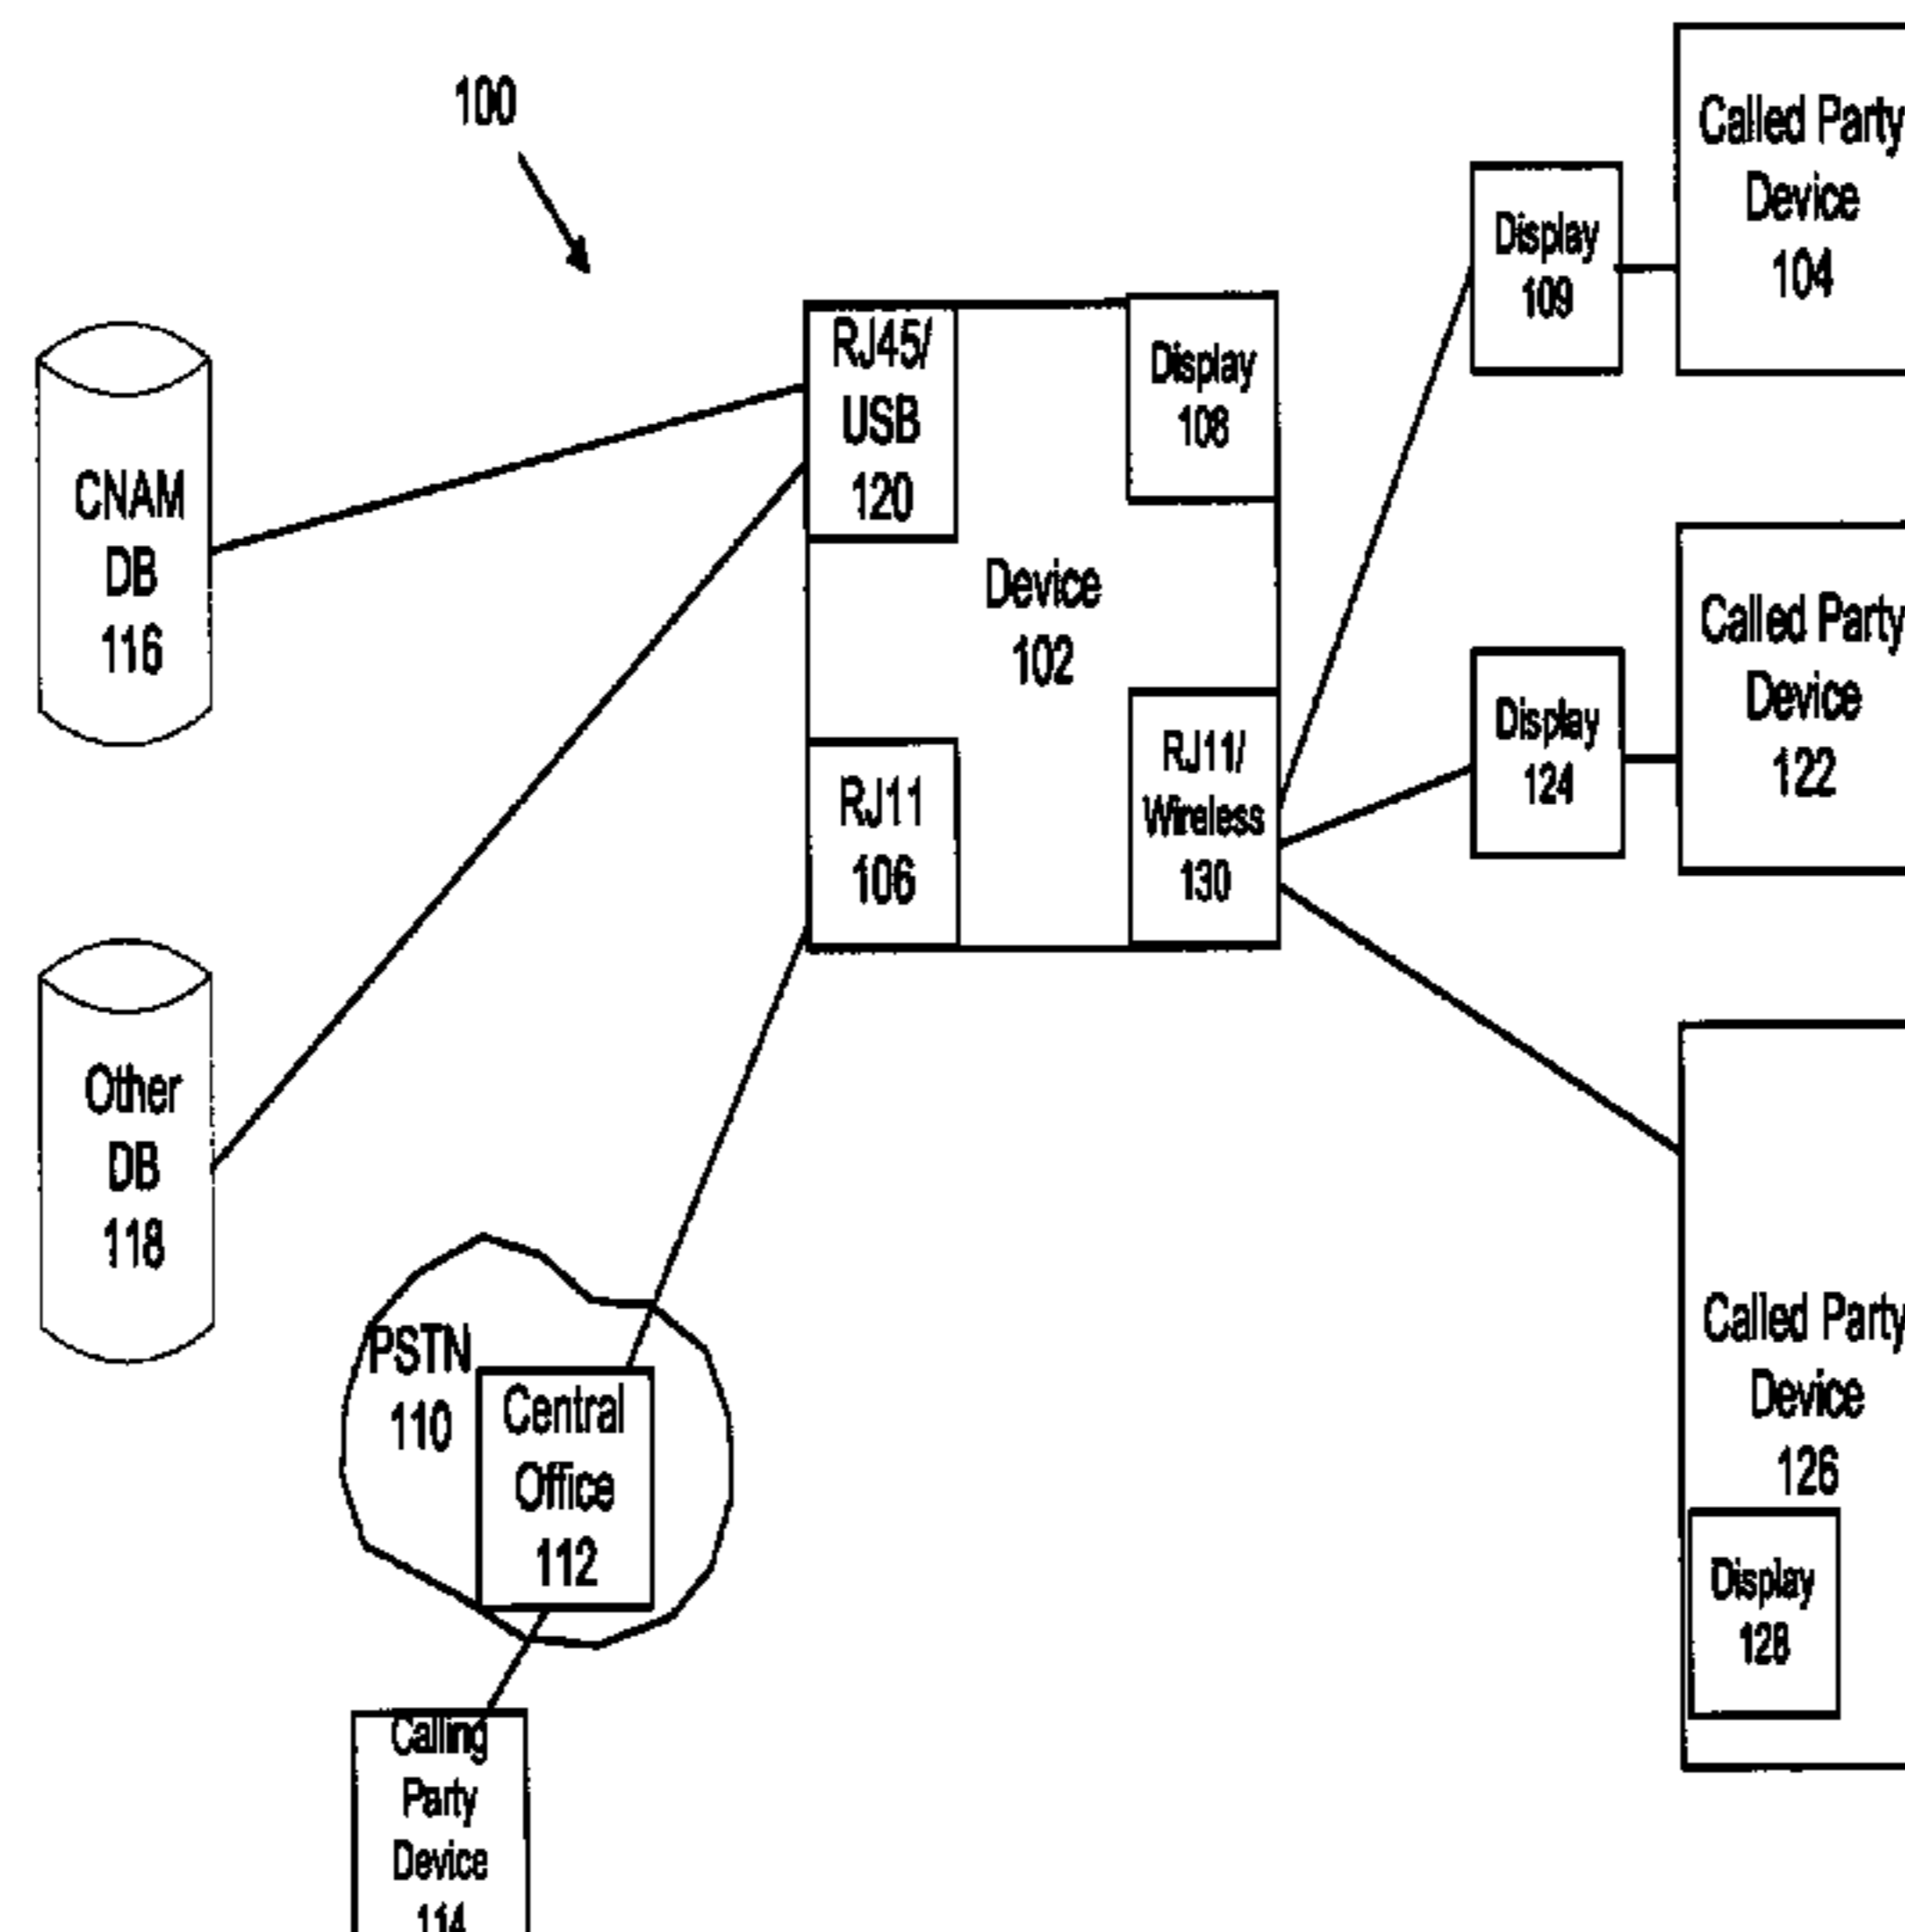 100
CNAM
DB
116
Other
DB
118
PSTN
110
Central
Office
112
Calling
Party
Device
114
RJ45/
USB
120
Display
108
Device
102
RJ11
106
RJ11/
Wireless
130
Display
109
Called Party
Device
104
Display
124
Called Party
Device
122
Called Party
Device
126
Display
128